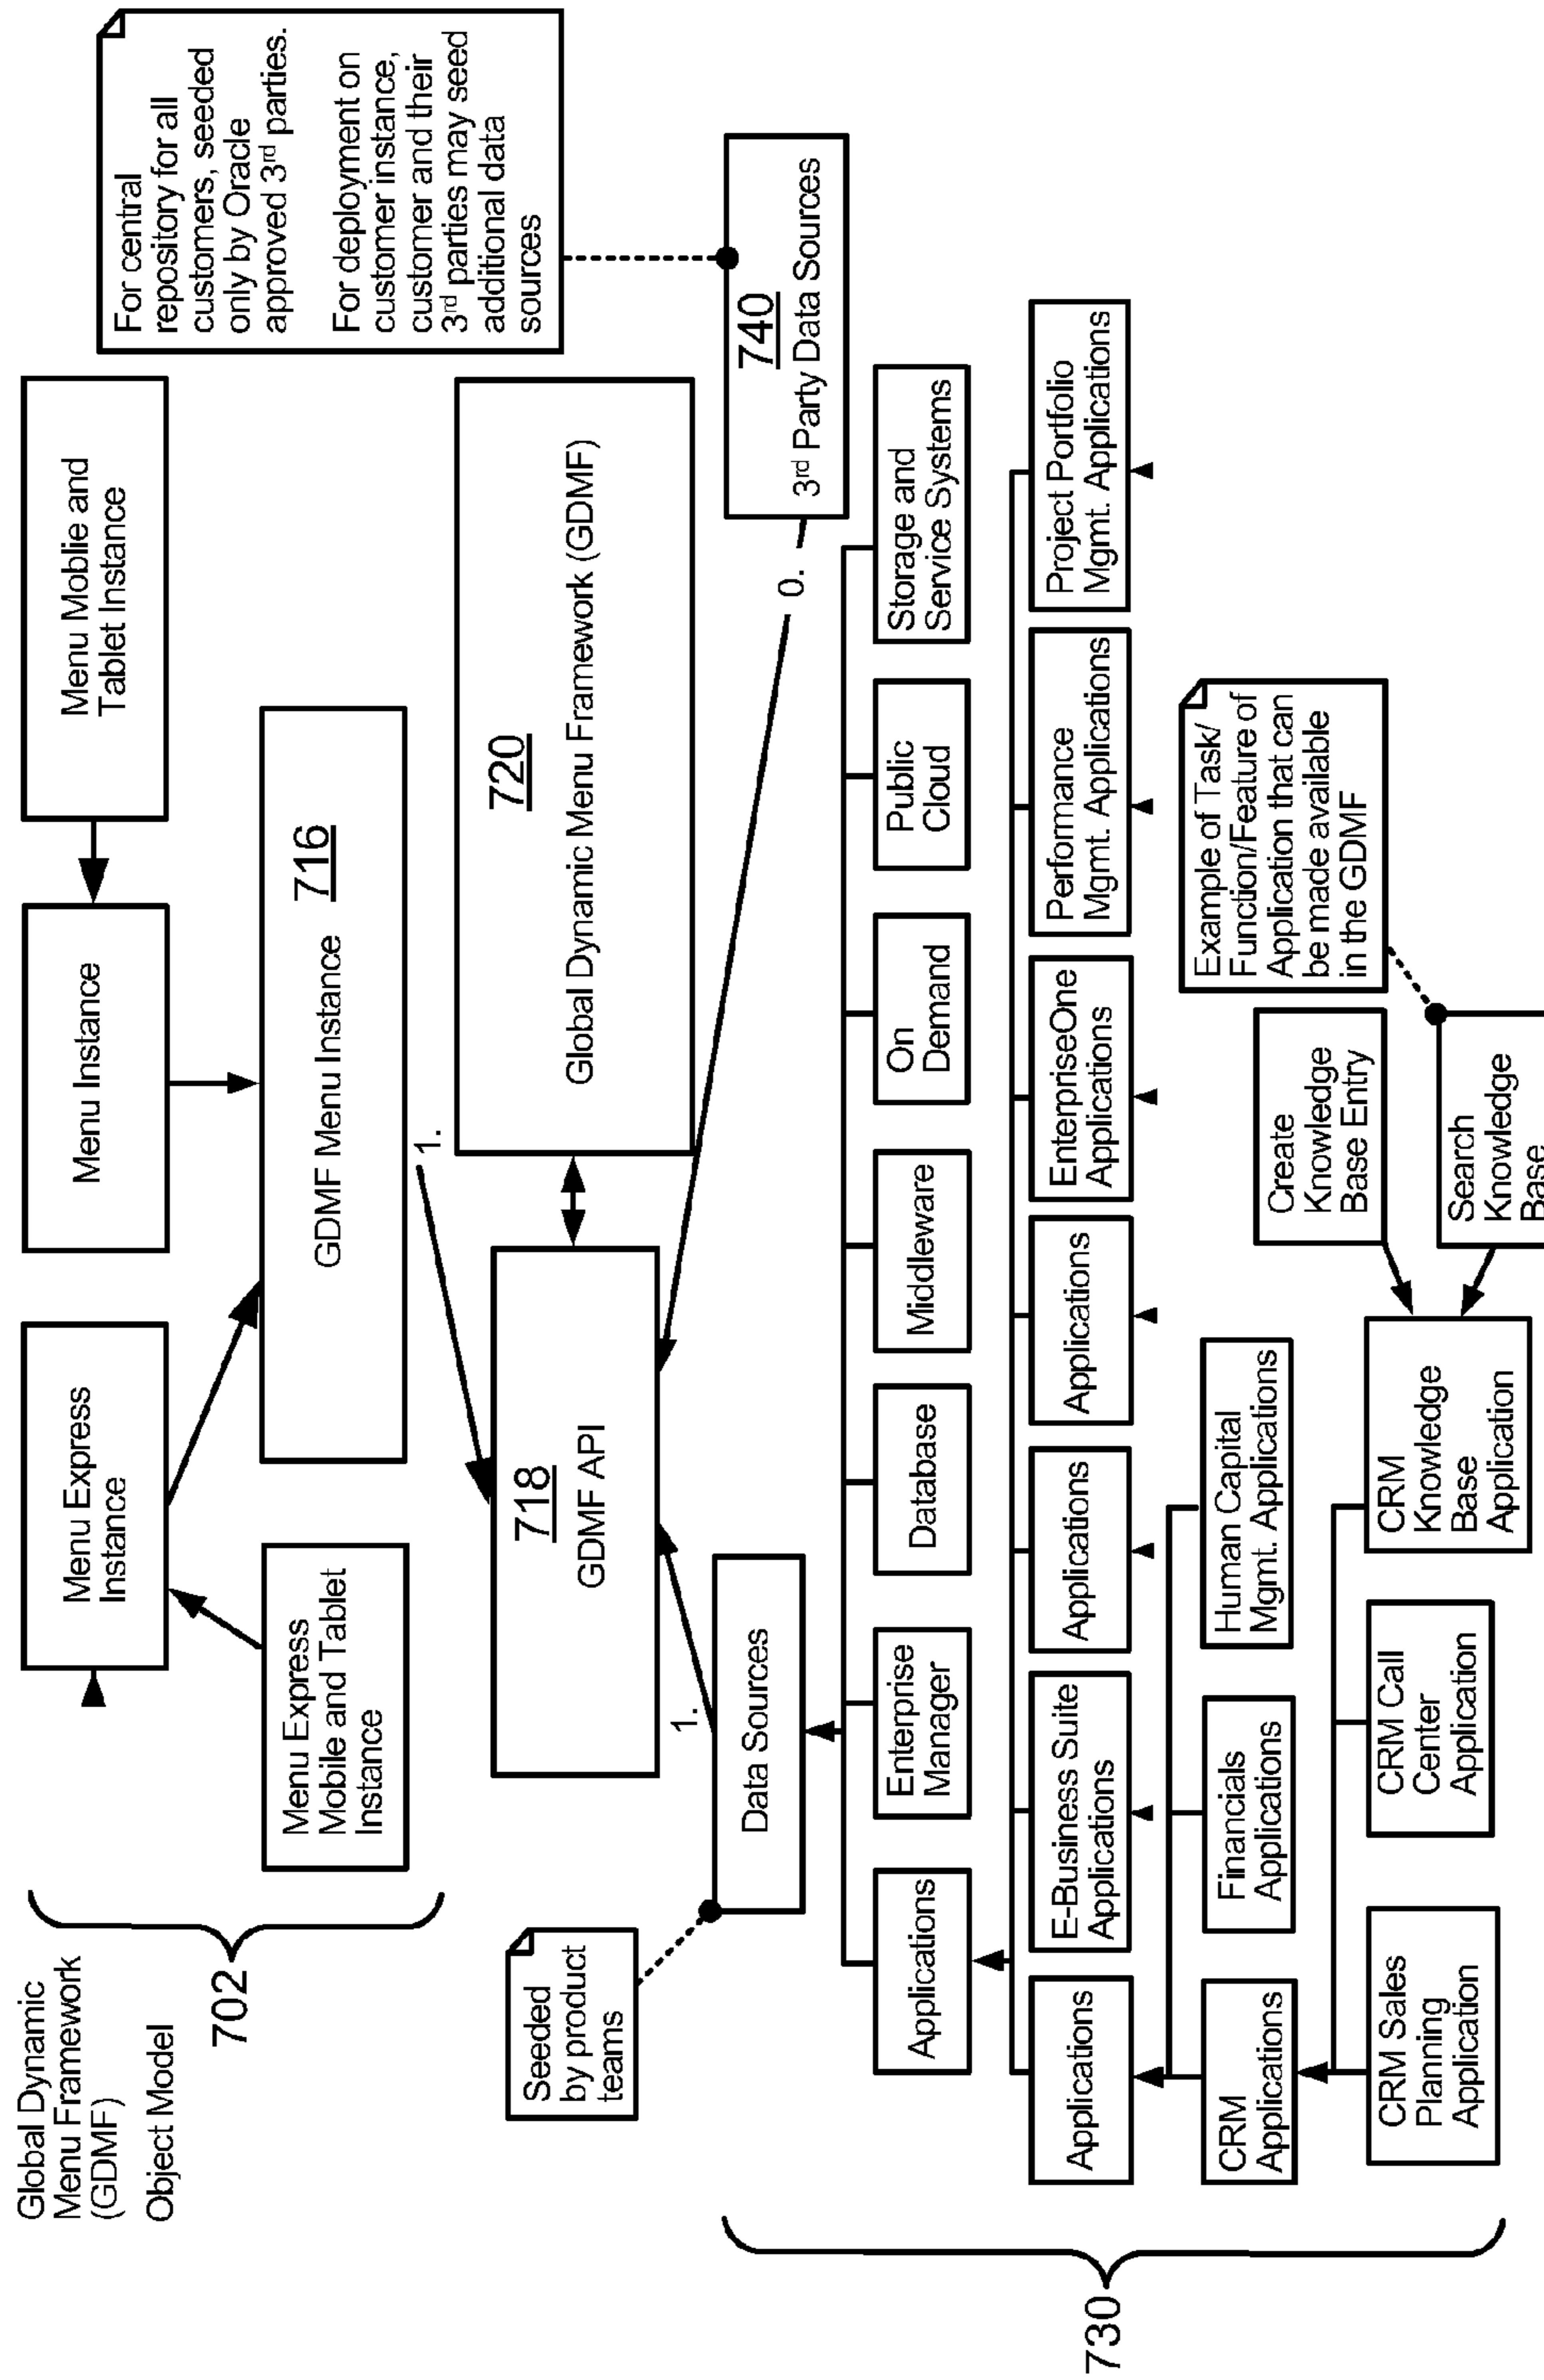 Global Dynamic
Menu Framework
(GDMF)
Object Model
702
Menu Express
Instance
Menu Instance
Menu Moblie and
Tablet Instance
Menu Express
Mobile and Tablet
Instance
716
GDMF Menu Instance
For central
repository for all
customers, seeded
only by Oracle
approved 3rd parties.
For deployment on
customer instance,
customer and their
3rd parties may seed
additional data
sources
1.
718
GDMF API
720
Global Dynamic Menu Framework (GDMF)
Seeded
by product
teams
1.
Data Sources
0.
740
3rd Party Data Sources
730
Applications
Enterprise
Manager
Database
Middleware
On
Demand
Public
Cloud
Storage and
Service Systems
Applications
E-Business Suite
Applications
Applications
Applications
EnterpriseOne
Applications
Performance
Mgmt. Applications
Project Portfolio
Mgmt. Applications
CRM
Applications
Financials
Applications
Human Capital
Mgmt. Applications
Create
Knowledge
Base Entry
Example of Task/
Function/Feature of
Application that can
be made available
in the GDMF
CRM Sales
Planning
Application
CRM Call
Center
Application
CRM
Knowledge
Base
Application
Search
Knowledge
Base